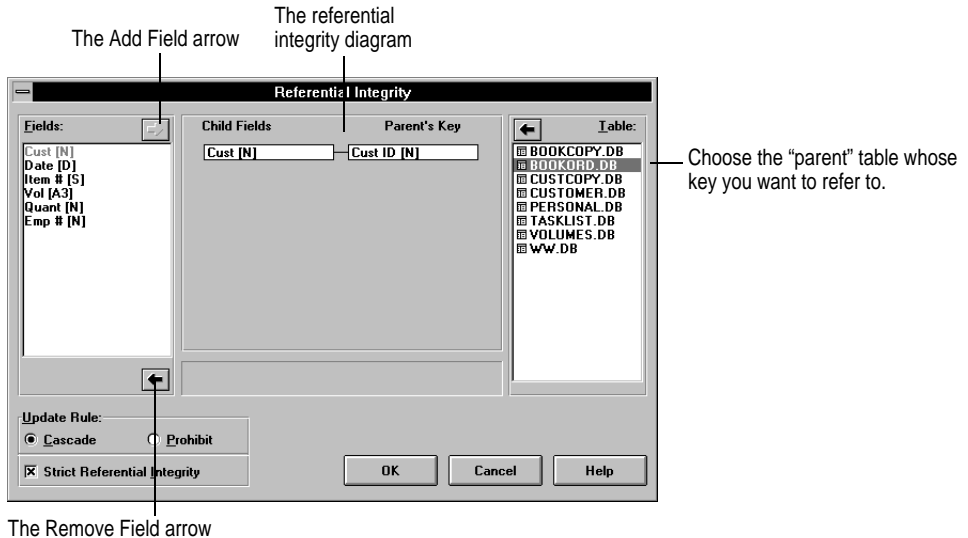 The referential
integrity diagram
The Add Field arrow
Referential Integrity
Fields:
Child Fields
Parent's Key
Table:
Cust [N]
Date [D]
Item # [S]
Vol [A3]
Quant [N]
Emp # [N]
Cust [N]
Cust ID [N]
BOOKCOPY.DB
BOOKORD.DB
CUSTCOPY.DB
CUSTOMER.DB
PERSONAL.DB
TASKLIST.DB
VOLUMES.DB
WW.DB
Choose the “parent” table whose
key you want to refer to.
Update Rule:
Cascade
Prohibit
Strict Referential Integrity
OK
Cancel
Help
The Remove Field arrow